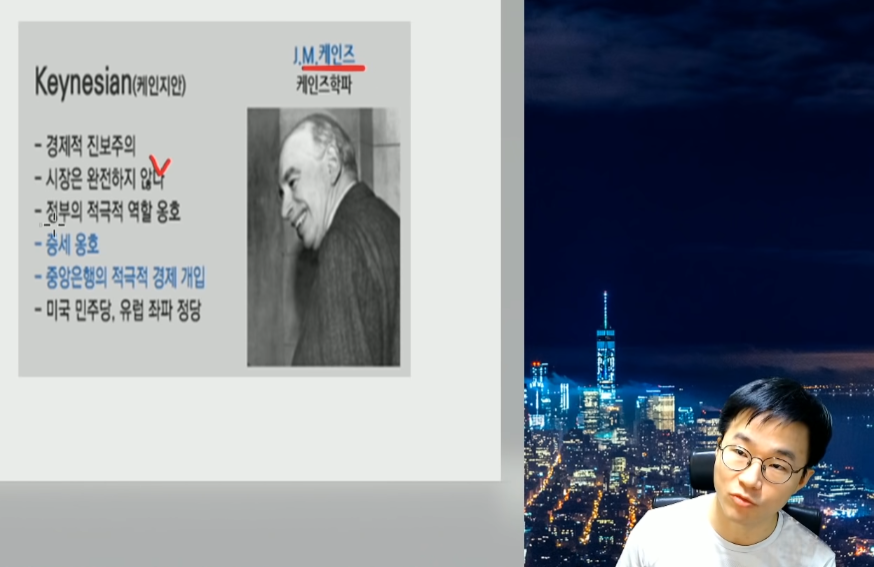 J.M.케인즈
케인즈학파
Keynesian(케인지안)
- 경제적 진보주의
- 시장은 완전하지 않다
- 정부의 적극적 역할 옹호
- 증세 옹호
- 중앙은행의 적극적 경제 개입
- 미국 민주당, 유럽 좌파 정당